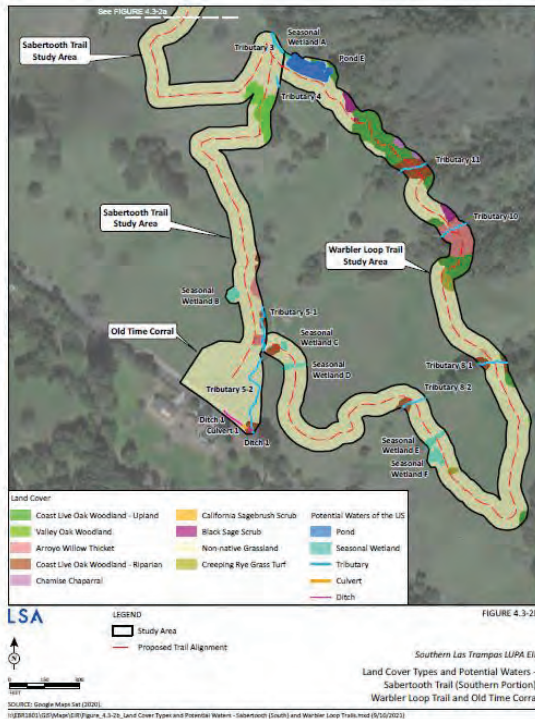 See FIGURE 4.3-2a
Sabertooth Trail
Study Area
Tributary 3
Seasonal
Wetland A
Pond E
Tributary 4
Tributary 11
Sabertooth Trail
Study Area
Tributary 10
Warbler Loop Trail
Study Area
Seasonal
Wetland B
Tributary 5-1
Old Time Corral
Seasonal
Wetland C
Seasonal
Wetland D
Tributary 8-1
Tributary 5-2
Tributary 8-2
Ditch 1
Culvert 1
Ditch 1
Seasonal
Wetland E
Seasonal
Wetland F
Land Cover
Coast Live Oak Woodland - Upland
Valley Oak Woodland
Arroyo Willow Thicket
Coast Live Oak Woodland - Riparian
Chamise Chaparral
California Sagebrush Scrub
Black Sage Scrub
Non-native Grassland
Creeping Rye Grass Turf
Potential Waters of the US
Pond
Seasonal Wetland
Tributary
Culvert
Ditch
LSA
LEGEND
Study Area
Proposed Trail Alignment
N
FEET
SOURCE: Google Maps Sat (2020).
FIGURE 4.3-2
Southern Las Trampas LUPA EI
Land Cover Types and Potential Waters -
Sabertooth Trail (Southern Portion)
Warbler Loop Trail and Old Time Corra